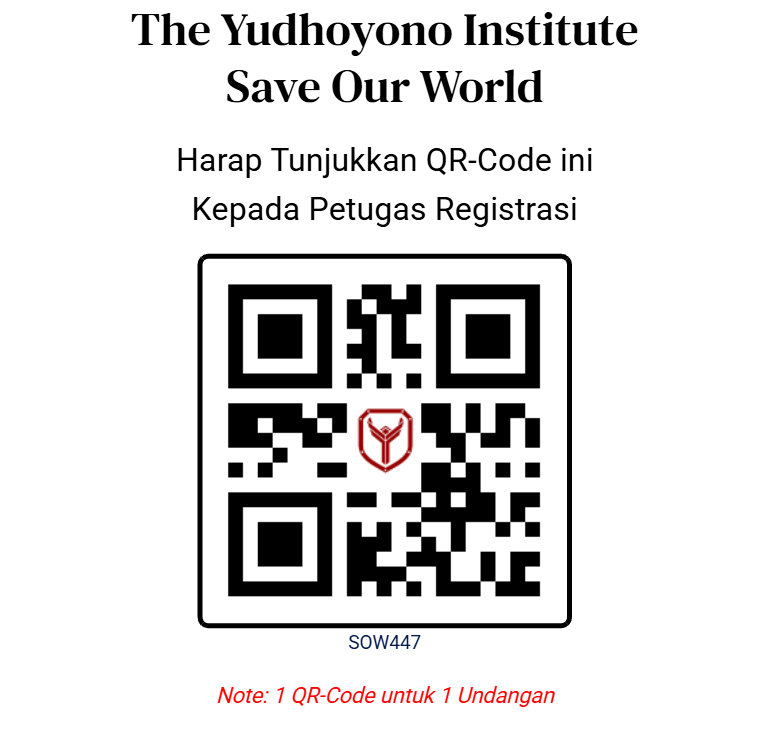 The Yudhoyono Institute
Save Our World
Harap Tunjukkan QR-Code ini
Kepada Petugas Registrasi
SOW447
Note: 1 QR-Code untuk 1 Undangan